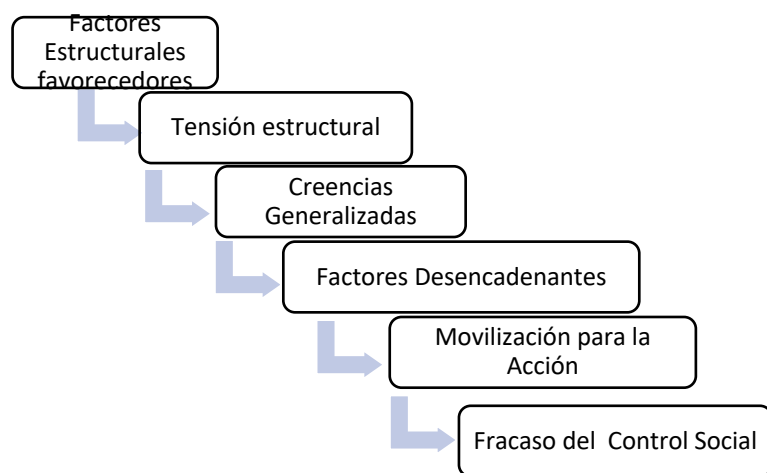 Factores
Estructurales
favorecedores
Tensión estructural
Creencias
Generalizadas
Factores Desencadenantes
Movilización para la
Acción
Fracaso del Control Social